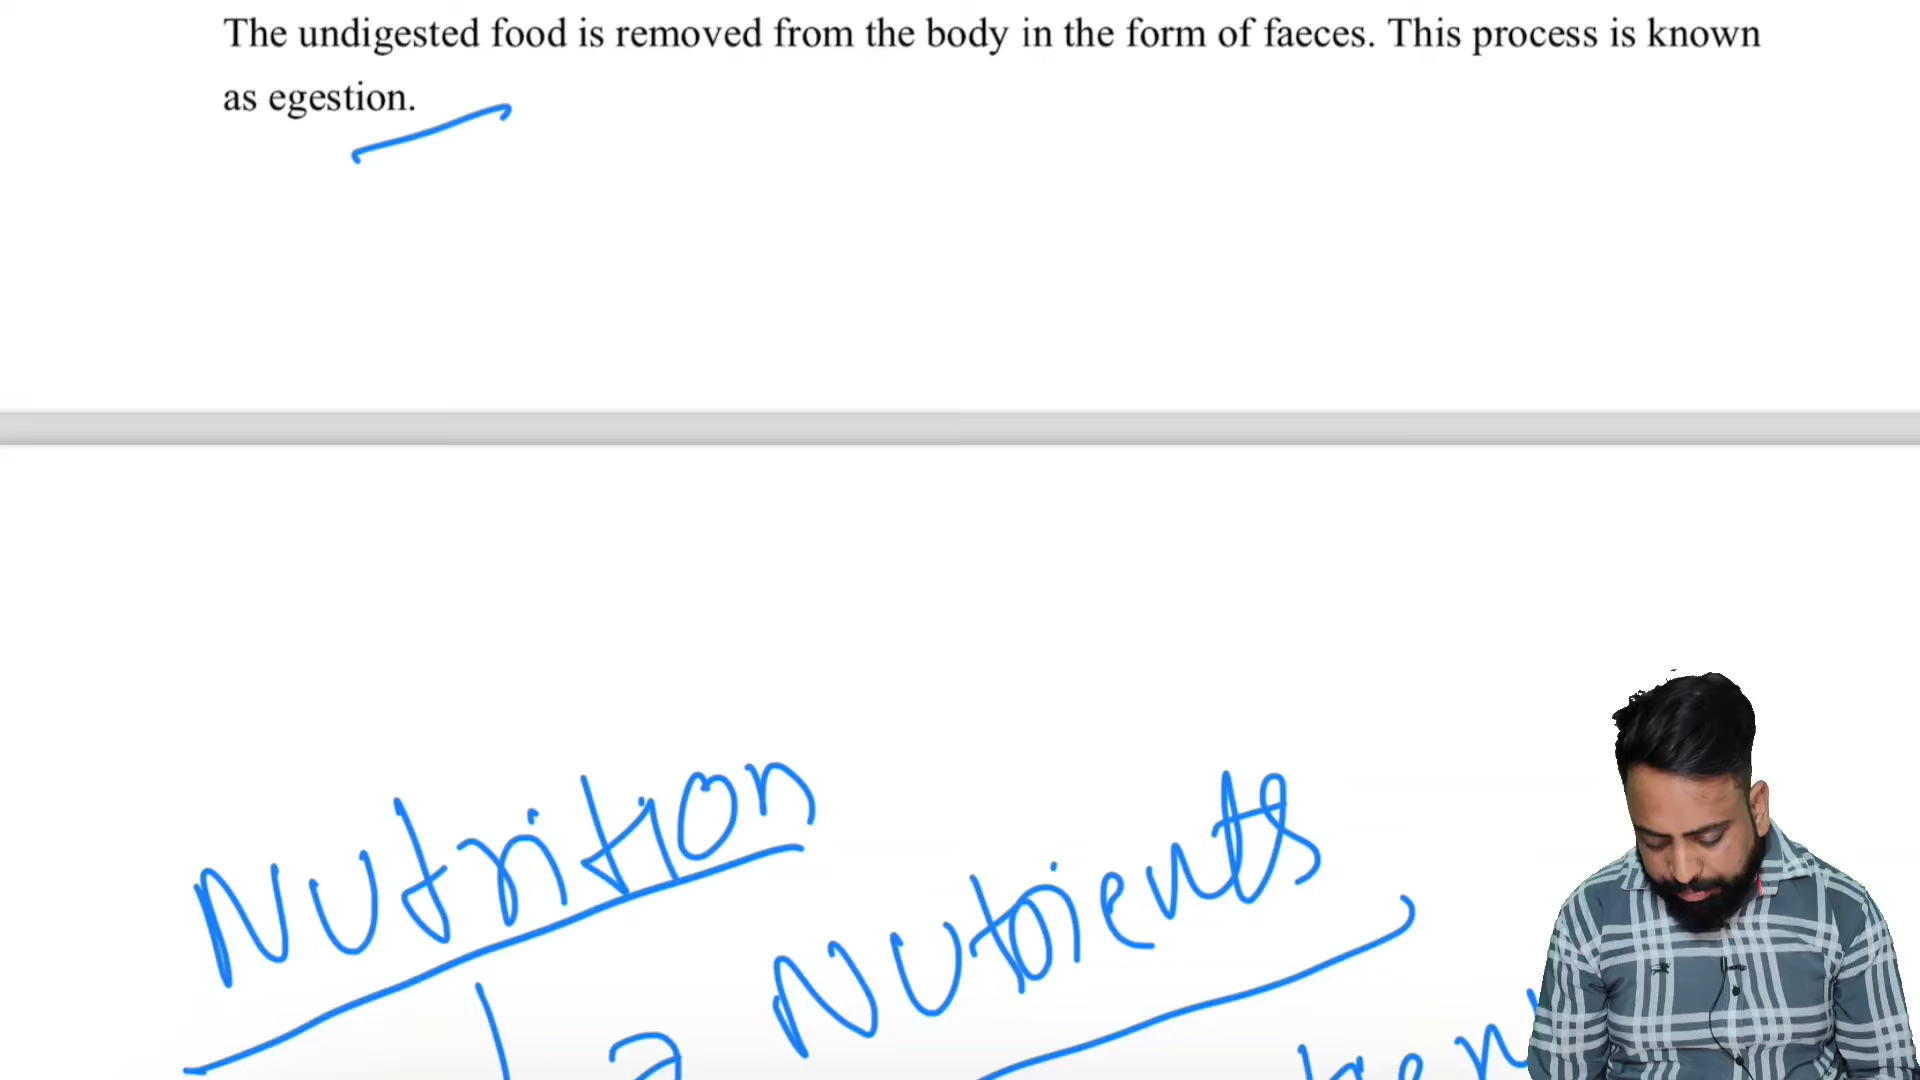 The undigested food is removed from the body in the form of faeces. This process is known
as egestion.
Nutrition
Nutrients